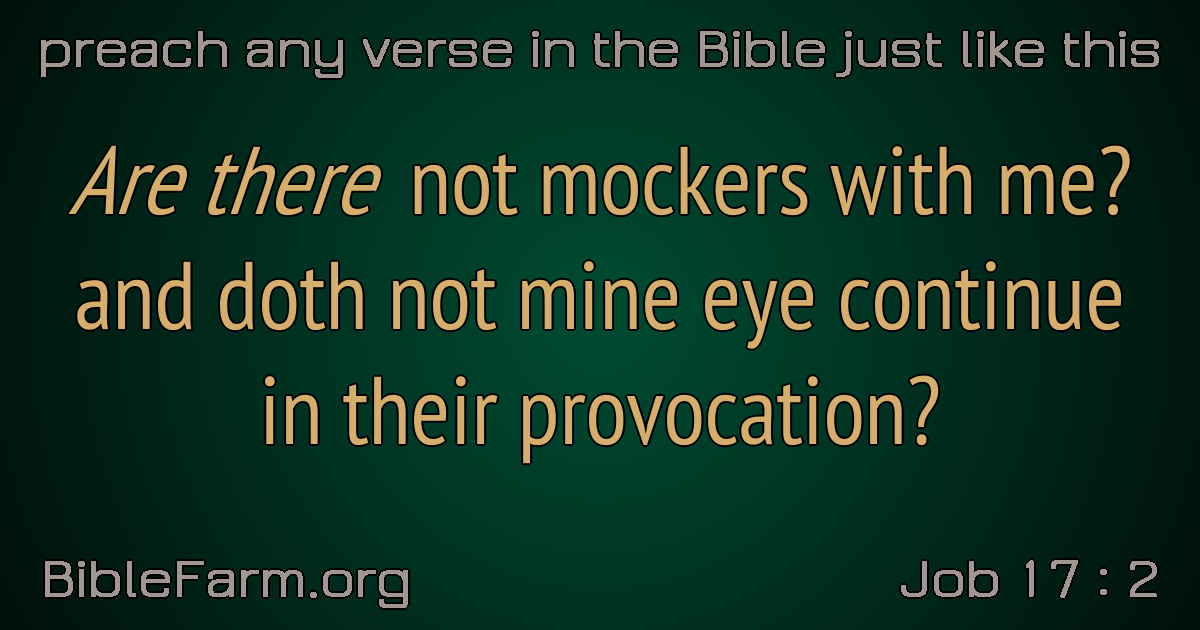 preach any verse in the Bible just like this
Are there not mockers with me?
and doth not mine eye continue
in their provocation?
BibleFarm.org
Job 17 : 2